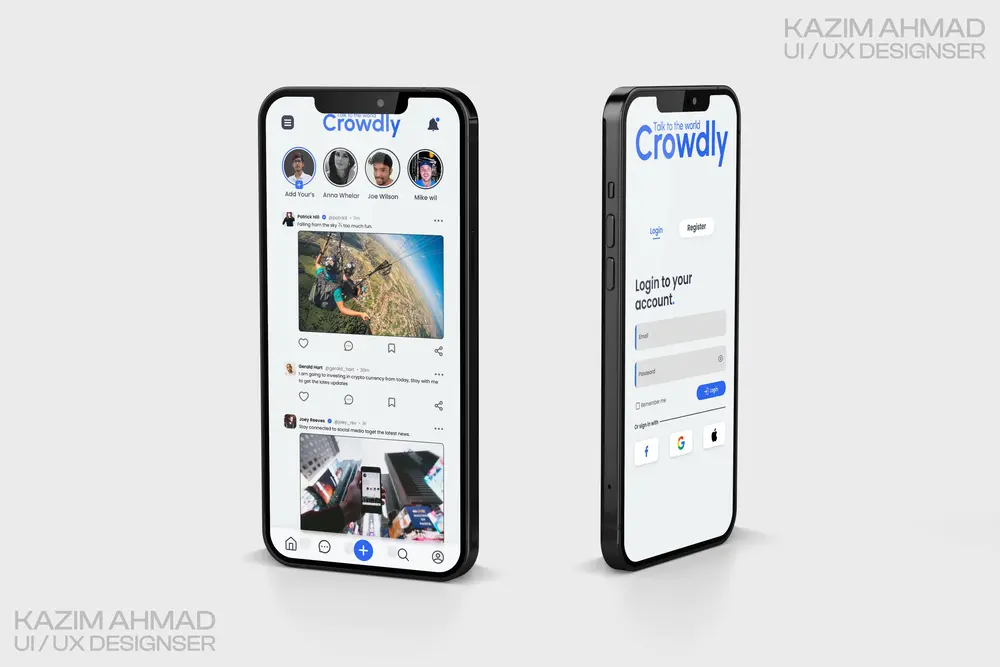 KAZIM AHMAD
UI / UX DESIGNSER
Talk to the world
Crowdly
Add Your's
Anna Whelar
Joe Wilson
Mike wil
Patrick Nill @patnill • 7m
Falling from the sky too much fun.
Gerald Hart @gerald_hart • 30m
I am going to investing in crypto currency from today, Stay with me
to get the lates updates
Joey Reeves @joey_rev •
Stay connected to social media toget the latest news.
Talk to the world
Crowdly
Login
Register
Login to your
account.
Email
Password
Remember me
Login
Or sign in with
f
G
KAZIM AHMAD
UI / UX DESIGNSER